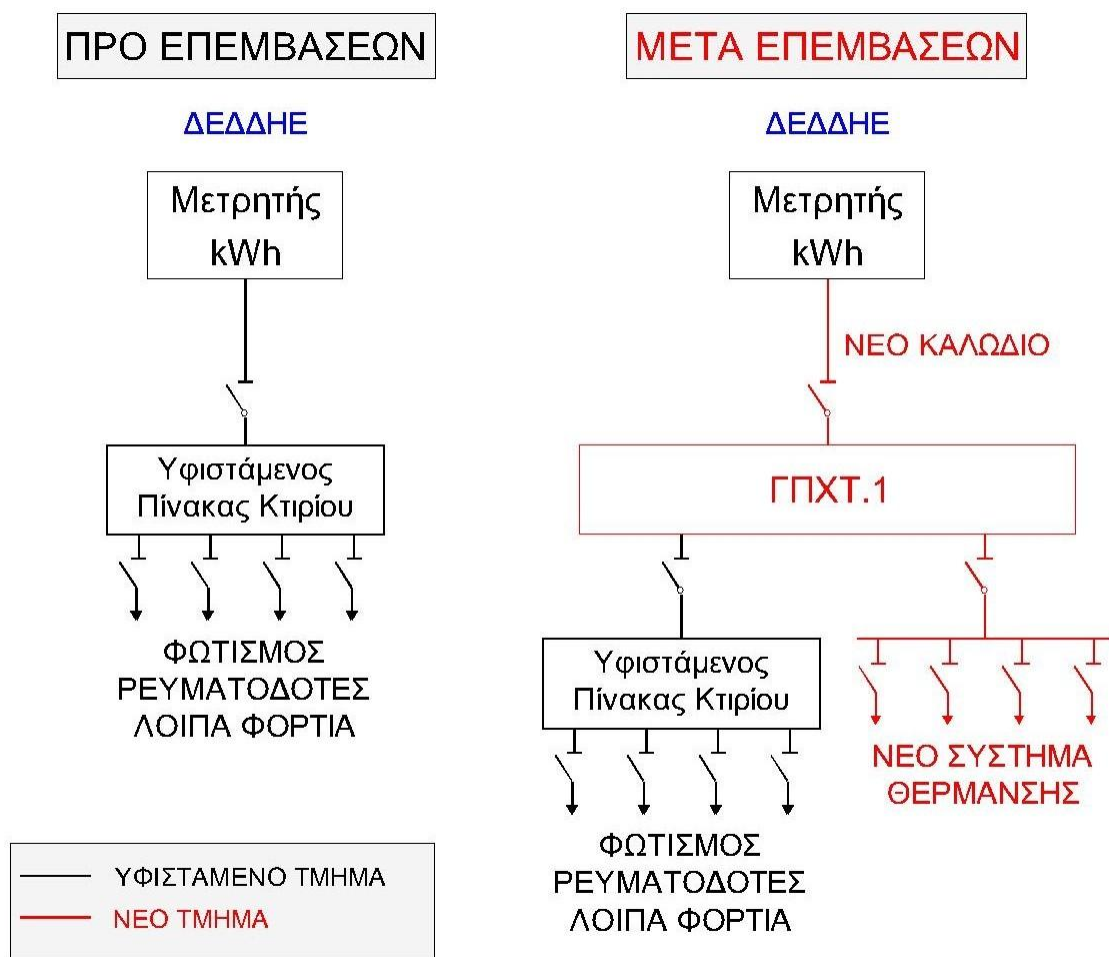 ΠΡΟ ΕΠΕΜΒΑΣΕΩΝ
ΔΕΔΔΗΕ
Μετρητής
kWh
Υφιστάμενος
Πίνακας Κτιρίου
ΦΩΤΙΣΜΟΣ
ΡΕΥΜΑΤΟΔΟΤΕΣ
ΛΟΙΠΑ ΦΟΡΤΙΑ
ΜΕΤΑ ΕΠΕΜΒΑΣΕΩΝ
ΔΕΔΔΗΕ
Μετρητής
kWh
ΝΕΟ ΚΑΛΩΔΙΟ
ΓΠΧΤ.1
Υφιστάμενος
Πίνακας Κτιρίου
ΦΩΤΙΣΜΟΣ
ΡΕΥΜΑΤΟΔΟΤΕΣ
ΛΟΙΠΑ ΦΟΡΤΙΑ
ΝΕΟ ΣΥΣΤΗΜΑ
ΘΕΡΜΑΝΣΗΣ
ΥΦΙΣΤΑΜΕΝΟ ΤΜΗΜΑ
ΝΕΟ ΤΜΗΜΑ